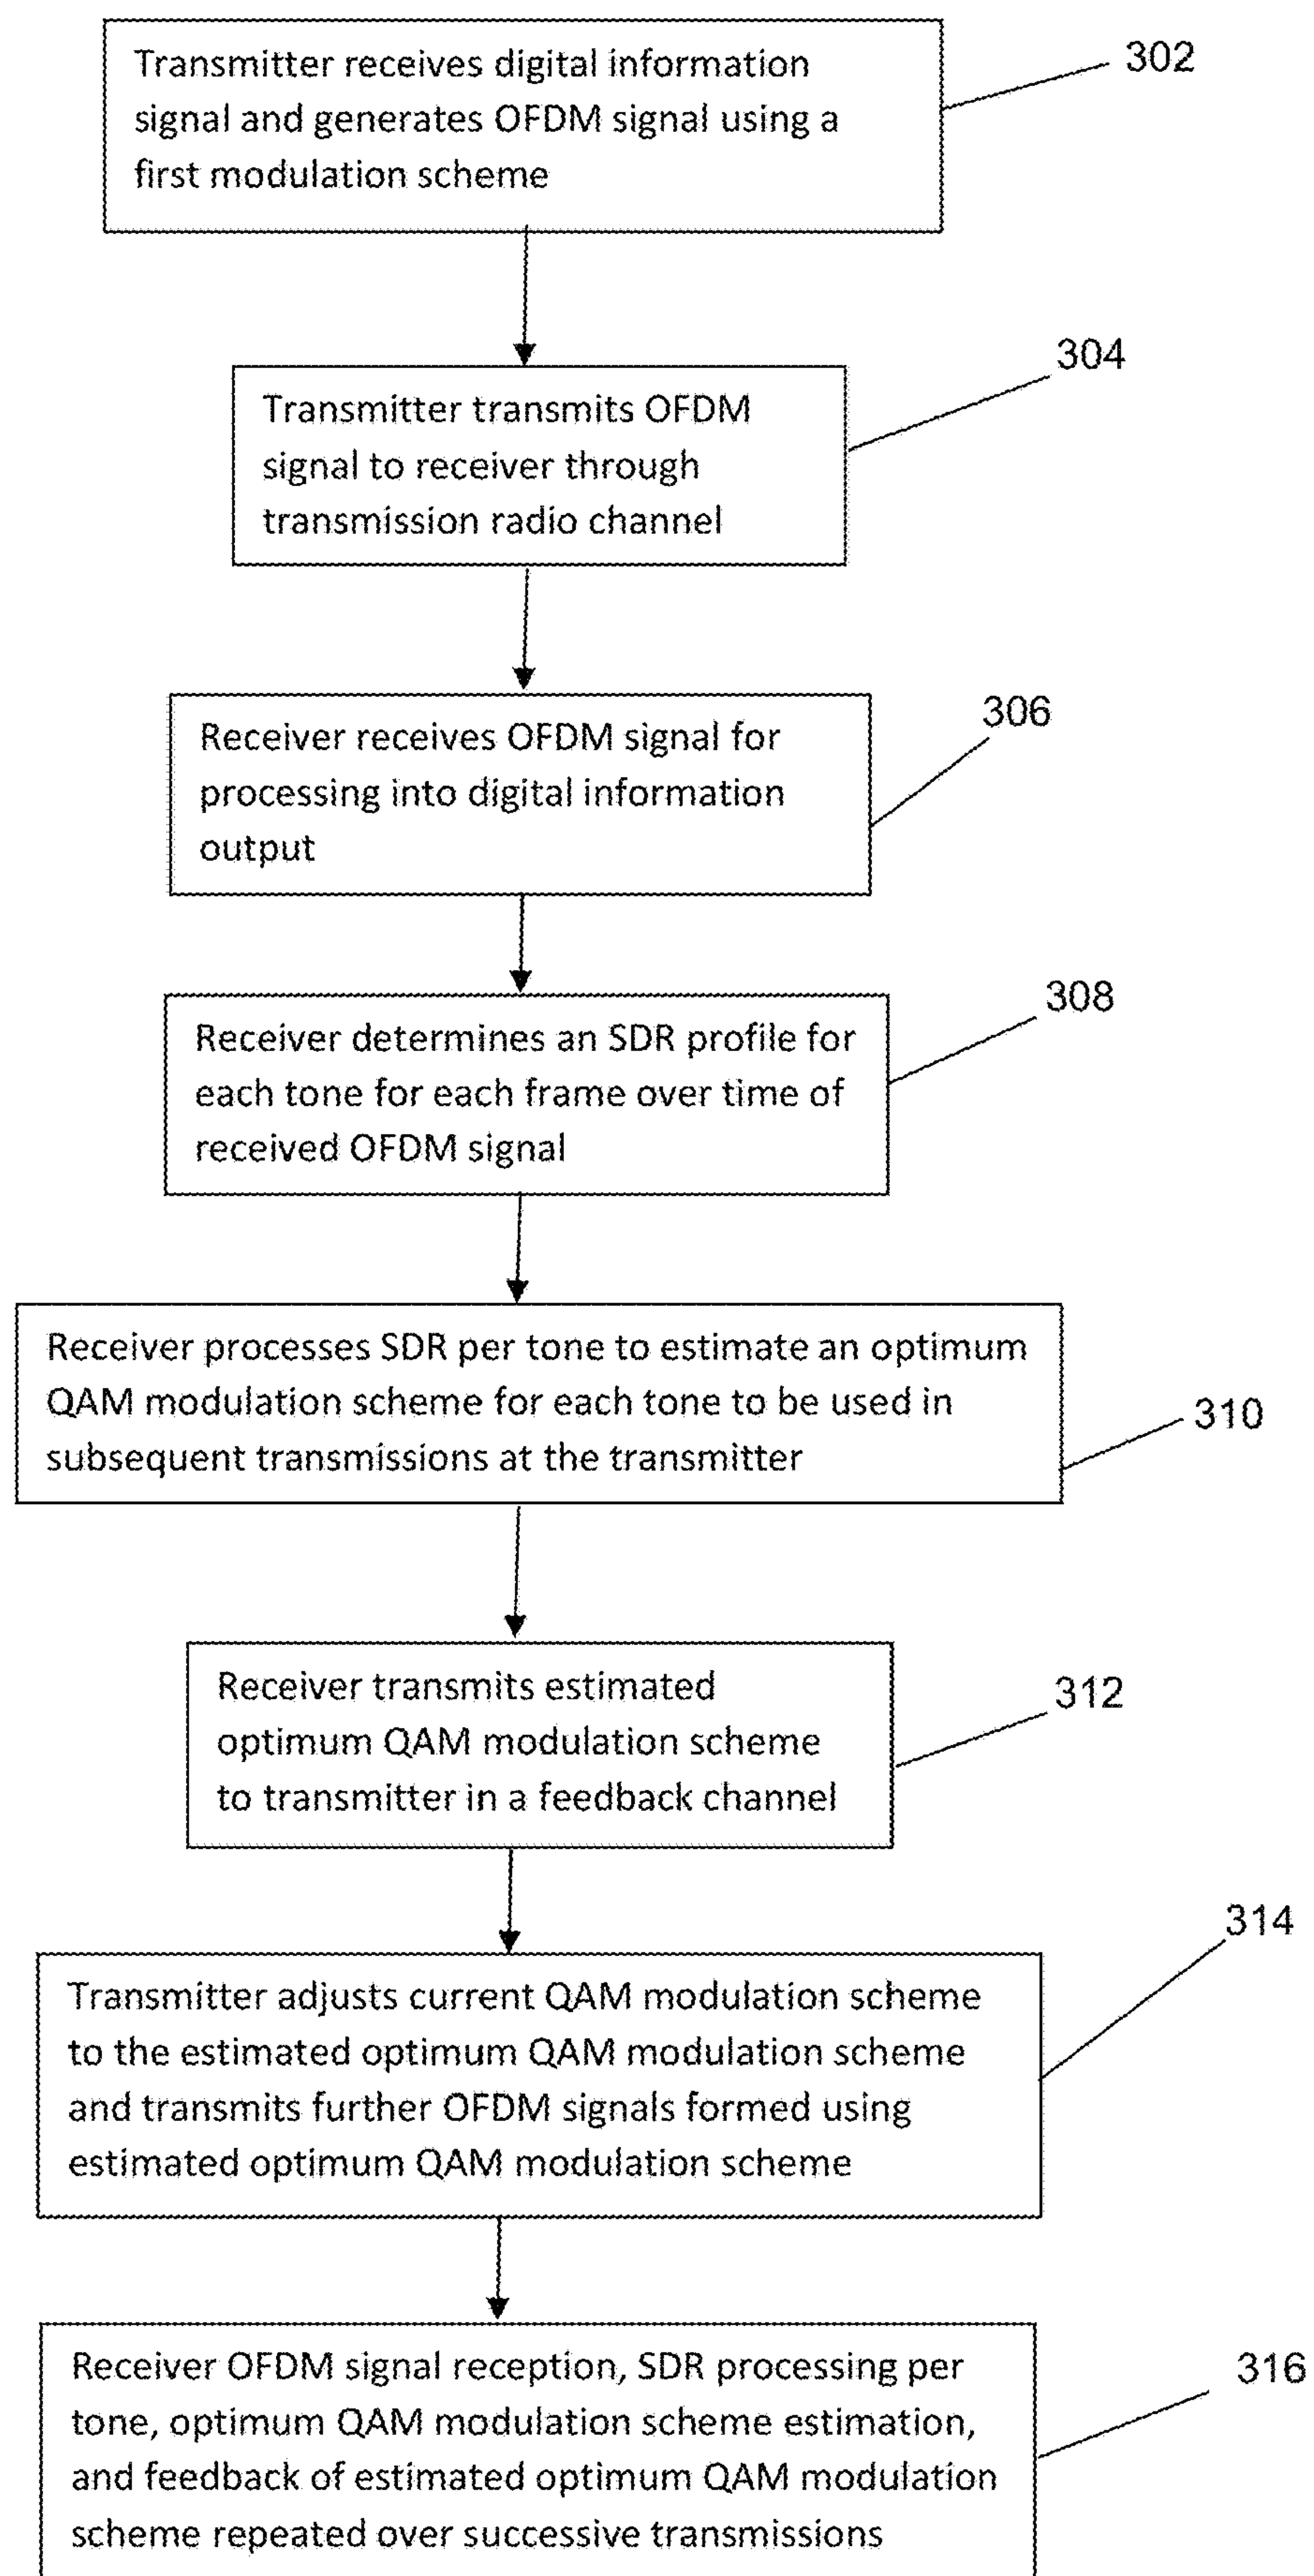 Transmitter receives digital information
signal and generates OFDM signal using a
first modulation scheme
302
Transmitter transmits OFDM
signal to receiver through
transmission radio channel
304
Receiver receives OFDM signal for
processing into digital information
output
306
Receiver determines an SDR profile for
each tone for each frame over time of
received OFDM signal
308
Receiver processes SDR per tone to estimate an optimum
QAM modulation scheme for each tone to be used in
subsequent transmissions at the transmitter
310
Receiver transmits estimated
optimum QAM modulation scheme
to transmitter in a feedback channel
312
Transmitter adjusts current QAM modulation scheme
to the estimated optimum QAM modulation scheme
and transmits further OFDM signals formed using
estimated optimum QAM modulation scheme
314
Receiver OFDM signal reception, SDR processing per
tone, optimum QAM modulation scheme estimation,
and feedback of estimated optimum QAM modulation
scheme repeated over successive transmissions
316